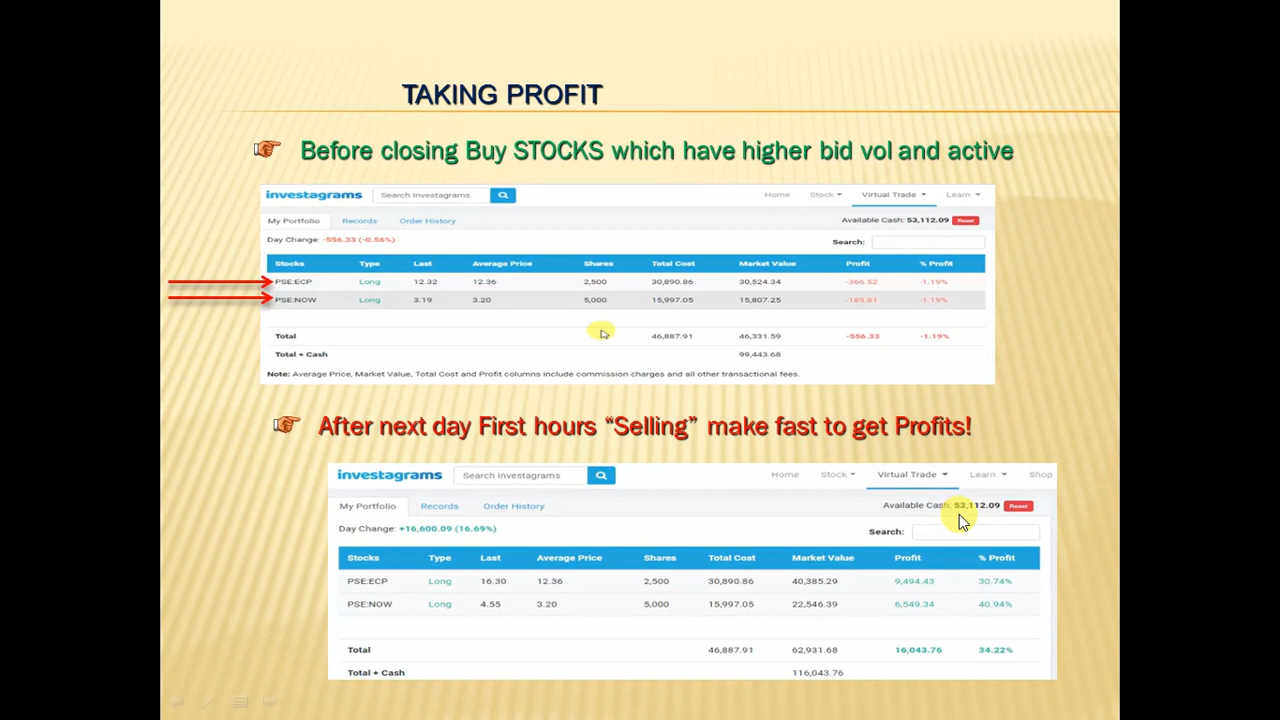 TAKING PROFIT
Before closing Buy STOCKS which have higher bid vol and active
investagrams Search Investagrams Home Stock Virtual Trade Learn
My Portfolio Records Order History Available Cash: 53,112.09 Reset
Day Change: -556.33 (-0.56%) Search:
Stocks Type Last Average Price Shares Total Cost Market Value Profit % Profit
PSE:ECP Long 12.32 12.36 2,500 30,890.86 30,524.34 -366.52 -1.19%
PSE:NOW Long 3.19 3.20 5,000 15,997.05 15,807.25 -189.81 -1.19%
Total 46,887.91 46,331.59 -556.33 -1.19%
Total + Cash 99,443.68
Note: Average Price, Market Value, Total Cost and Profit columns include commission charges and all other transactional fees.
After next day First hours “Selling” make fast to get Profits!
investagrams Search Investagrams Home Stock Virtual Trade Learn Shop
My Portfolio Records Order History Available Cash: 53,112.09 Reset
Day Change: +16,600.09 (16.69%) Search:
Stocks Type Last Average Price Shares Total Cost Market Value Profit % Profit
PSE:ECP Long 16.30 12.36 2,500 30,890.86 40,385.29 9,494.43 30.74%
PSE:NOW Long 4.55 3.20 5,000 15,997.05 22,546.39 6,549.34 40.94%
Total 46,887.91 62,931.68 16,043.76 34.22%
Total + Cash 116,043.76